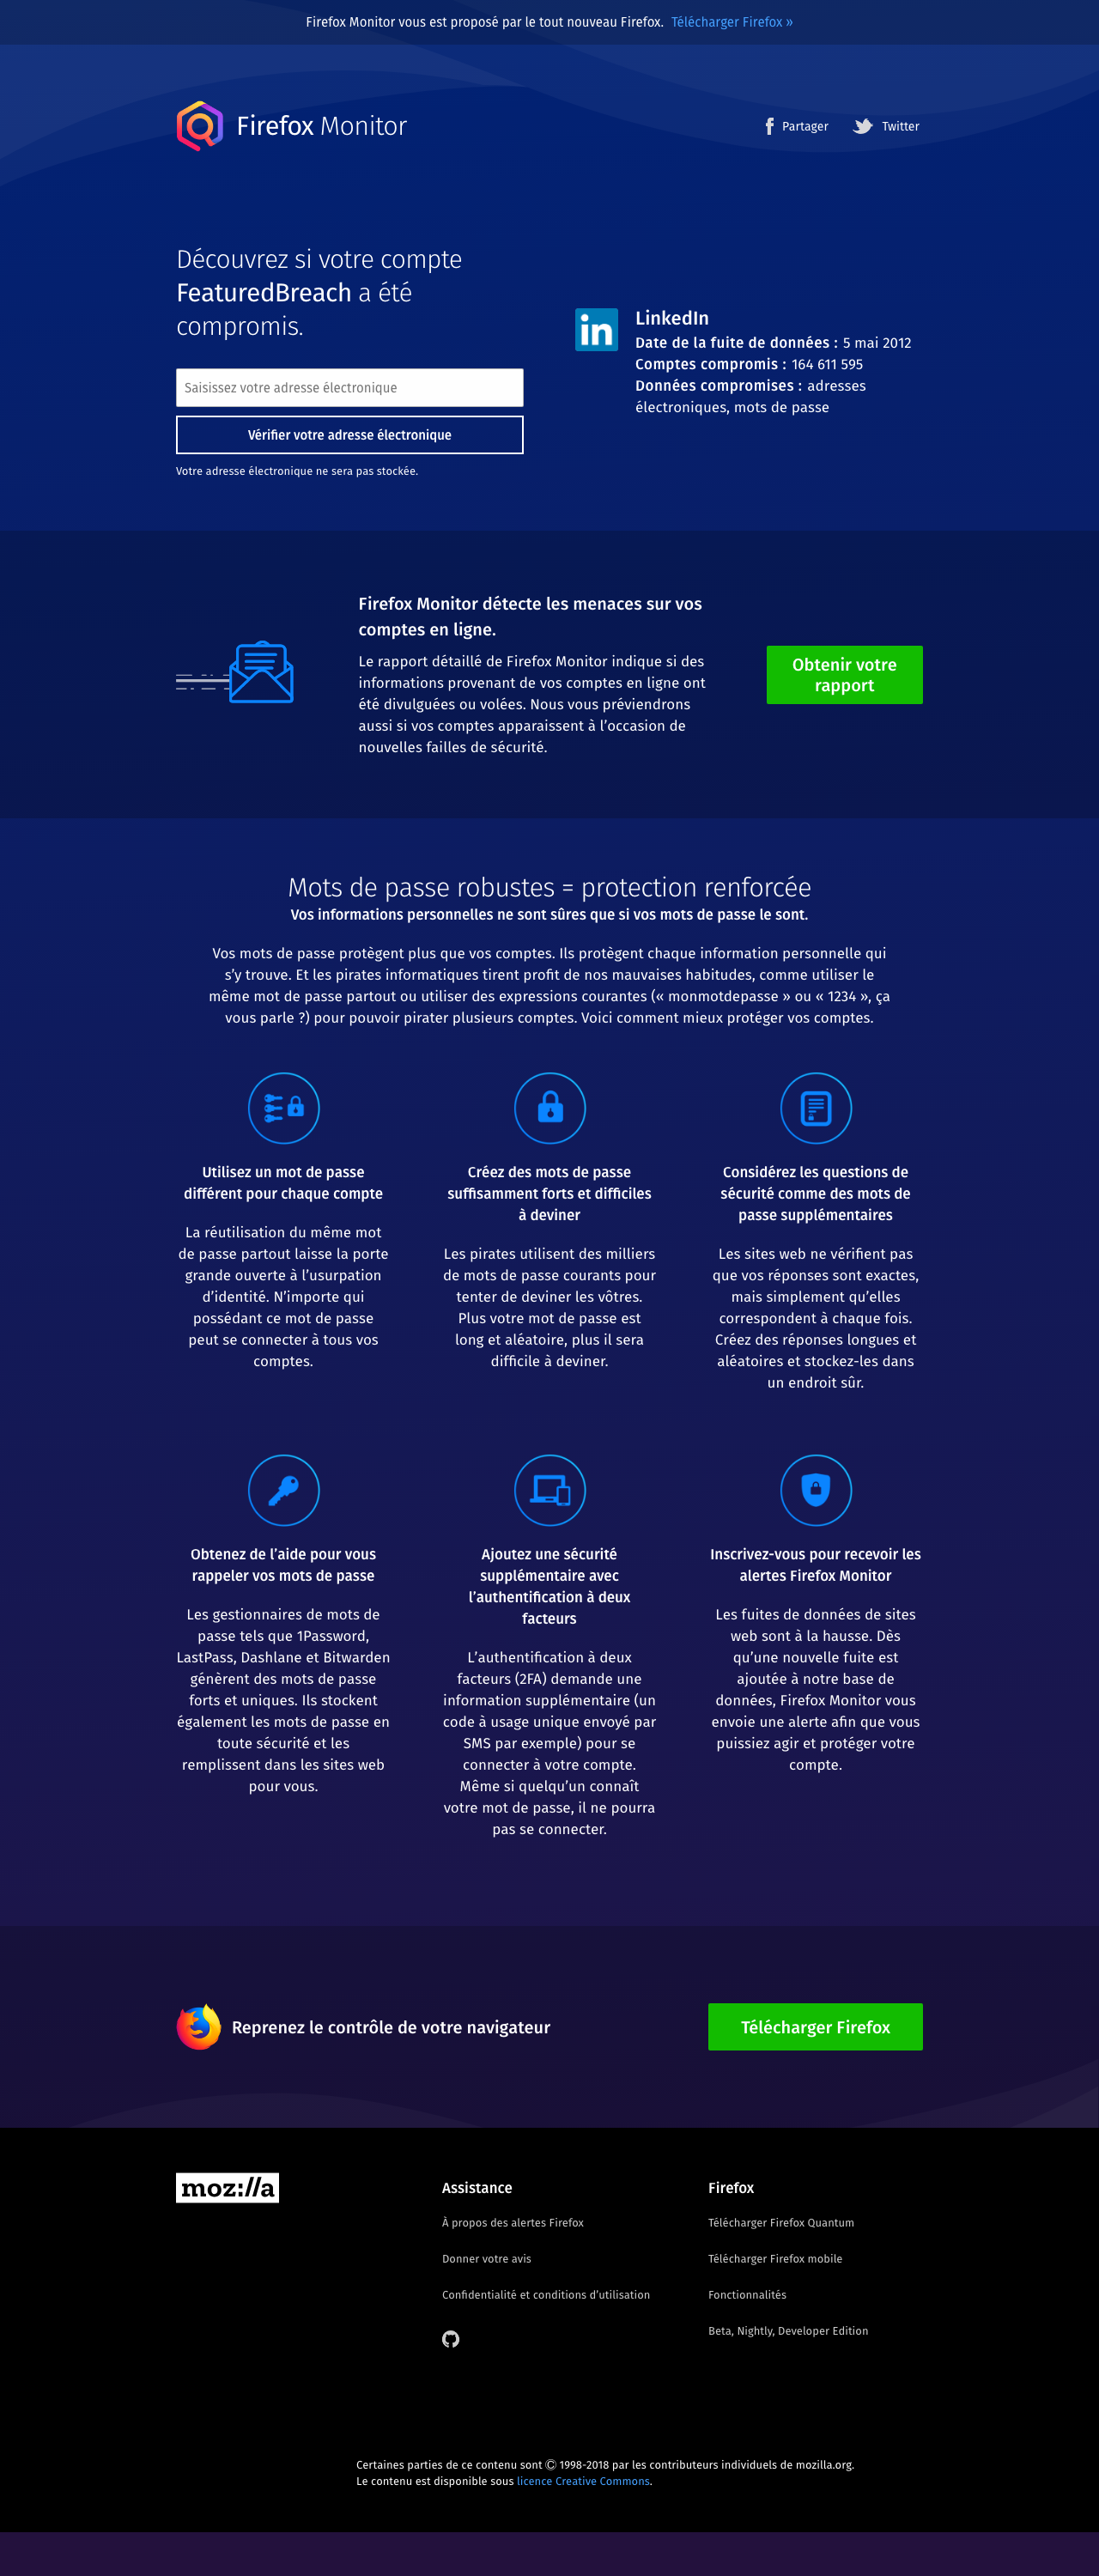 Firefox Monitor vous est proposé par le tout nouveau Firefox. Télécharger Firefox »
Firefox Monitor
Partager
Twitter
Découvrez si votre compte
FeaturedBreach a été
compromis.
Saisissez votre adresse électronique
Vérifier votre adresse électronique
Votre adresse électronique ne sera pas stockée.
in
LinkedIn
Date de la fuite de données : 5 mai 2012
Comptes compromis : 164 611 595
Données compromises : adresses
électroniques, mots de passe
Firefox Monitor détecte les menaces sur vos
comptes en ligne.
Le rapport détaillé de Firefox Monitor indique si des
informations provenant de vos comptes en ligne ont
été divulguées ou volées. Nous vous préviendrons
aussi si vos comptes apparaissent à l’occasion de
nouvelles failles de sécurité.
Obtenir votre
rapport
Mots de passe robustes = protection renforcée
Vos informations personnelles ne sont sûres que si vos mots de passe le sont.
Vos mots de passe protègent plus que vos comptes. Ils protègent chaque information personnelle qui
s’y trouve. Et les pirates informatiques tirent profit de nos mauvaises habitudes, comme utiliser le
même mot de passe partout ou utiliser des expressions courantes (« monmotdepasse » ou « 1234 », ça
vous parle ?) pour pouvoir pirater plusieurs comptes. Voici comment mieux protéger vos comptes.
Utilisez un mot de passe
différent pour chaque compte
La réutilisation du même mot
de passe partout laisse la porte
grande ouverte à l’usurpation
d’identité. N’importe qui
possédant ce mot de passe
peut se connecter à tous vos
comptes.
Créez des mots de passe
suffisamment forts et difficiles
à deviner
Les pirates utilisent des milliers
de mots de passe courants pour
tenter de deviner les vôtres.
Plus votre mot de passe est
long et aléatoire, plus il sera
difficile à deviner.
Considérez les questions de
sécurité comme des mots de
passe supplémentaires
Les sites web ne vérifient pas
que vos réponses sont exactes,
mais simplement qu’elles
correspondent à chaque fois.
Créez des réponses longues et
aléatoires et stockez-les dans
un endroit sûr.
Obtenez de l’aide pour vous
rappeler vos mots de passe
Les gestionnaires de mots de
passe tels que 1Password,
LastPass, Dashlane et Bitwarden
génèrent des mots de passe
forts et uniques. Ils stockent
également les mots de passe en
toute sécurité et les
remplissent dans les sites web
pour vous.
Ajoutez une sécurité
supplémentaire avec
l’authentification à deux
facteurs
L’authentification à deux
facteurs (2FA) demande une
information supplémentaire (un
code à usage unique envoyé par
SMS par exemple) pour se
connecter à votre compte.
Même si quelqu’un connaît
votre mot de passe, il ne pourra
pas se connecter.
Inscrivez-vous pour recevoir les
alertes Firefox Monitor
Les fuites de données de sites
web sont à la hausse. Dès
qu’une nouvelle fuite est
ajoutée à notre base de
données, Firefox Monitor vous
envoie une alerte afin que vous
puissiez agir et protéger votre
compte.
Reprenez le contrôle de votre navigateur
Télécharger Firefox
moz://a
Assistance
À propos des alertes Firefox
Donner votre avis
Confidentialité et conditions d’utilisation
Firefox
Télécharger Firefox Quantum
Télécharger Firefox mobile
Fonctionnalités
Beta, Nightly, Developer Edition
Certaines parties de ce contenu sont © 1998-2018 par les contributeurs individuels de mozilla.org.
Le contenu est disponible sous licence Creative Commons.